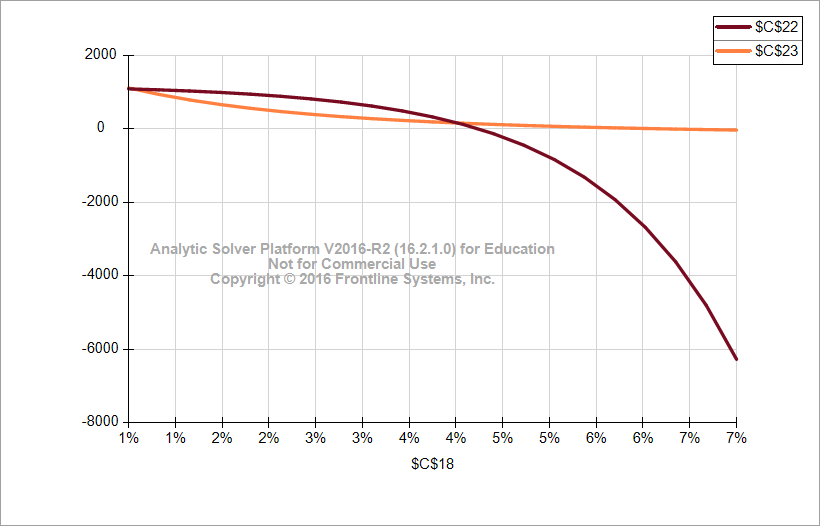 $C$22
$C$23
2000
0
-2000
-4000
-6000
-8000
Analytic Solver Platform V2016-R2 (16.2.1.0) for Education
Not for Commercial Use
Copyright © 2016 Frontline Systems, Inc.
1% 1% 2% 2% 3% 3% 4% 4% 5% 5% 6% 6% 7% 7%
$C$18